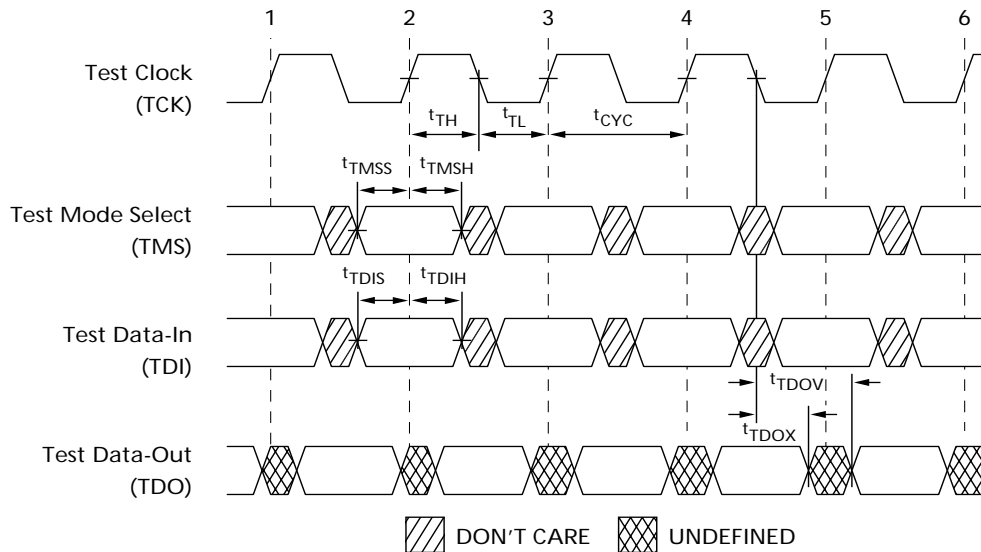 1 2 3 4 5 6
Test Clock
(TCK)
tTH tTL tCYC
tTMSS tTMSH
Test Mode Select
(TMS)
tTDIS tTDIH
Test Data-In
(TDI)
tTDOV
tTDOX
Test Data-Out
(TDO)
DON'T CARE UNDEFINED